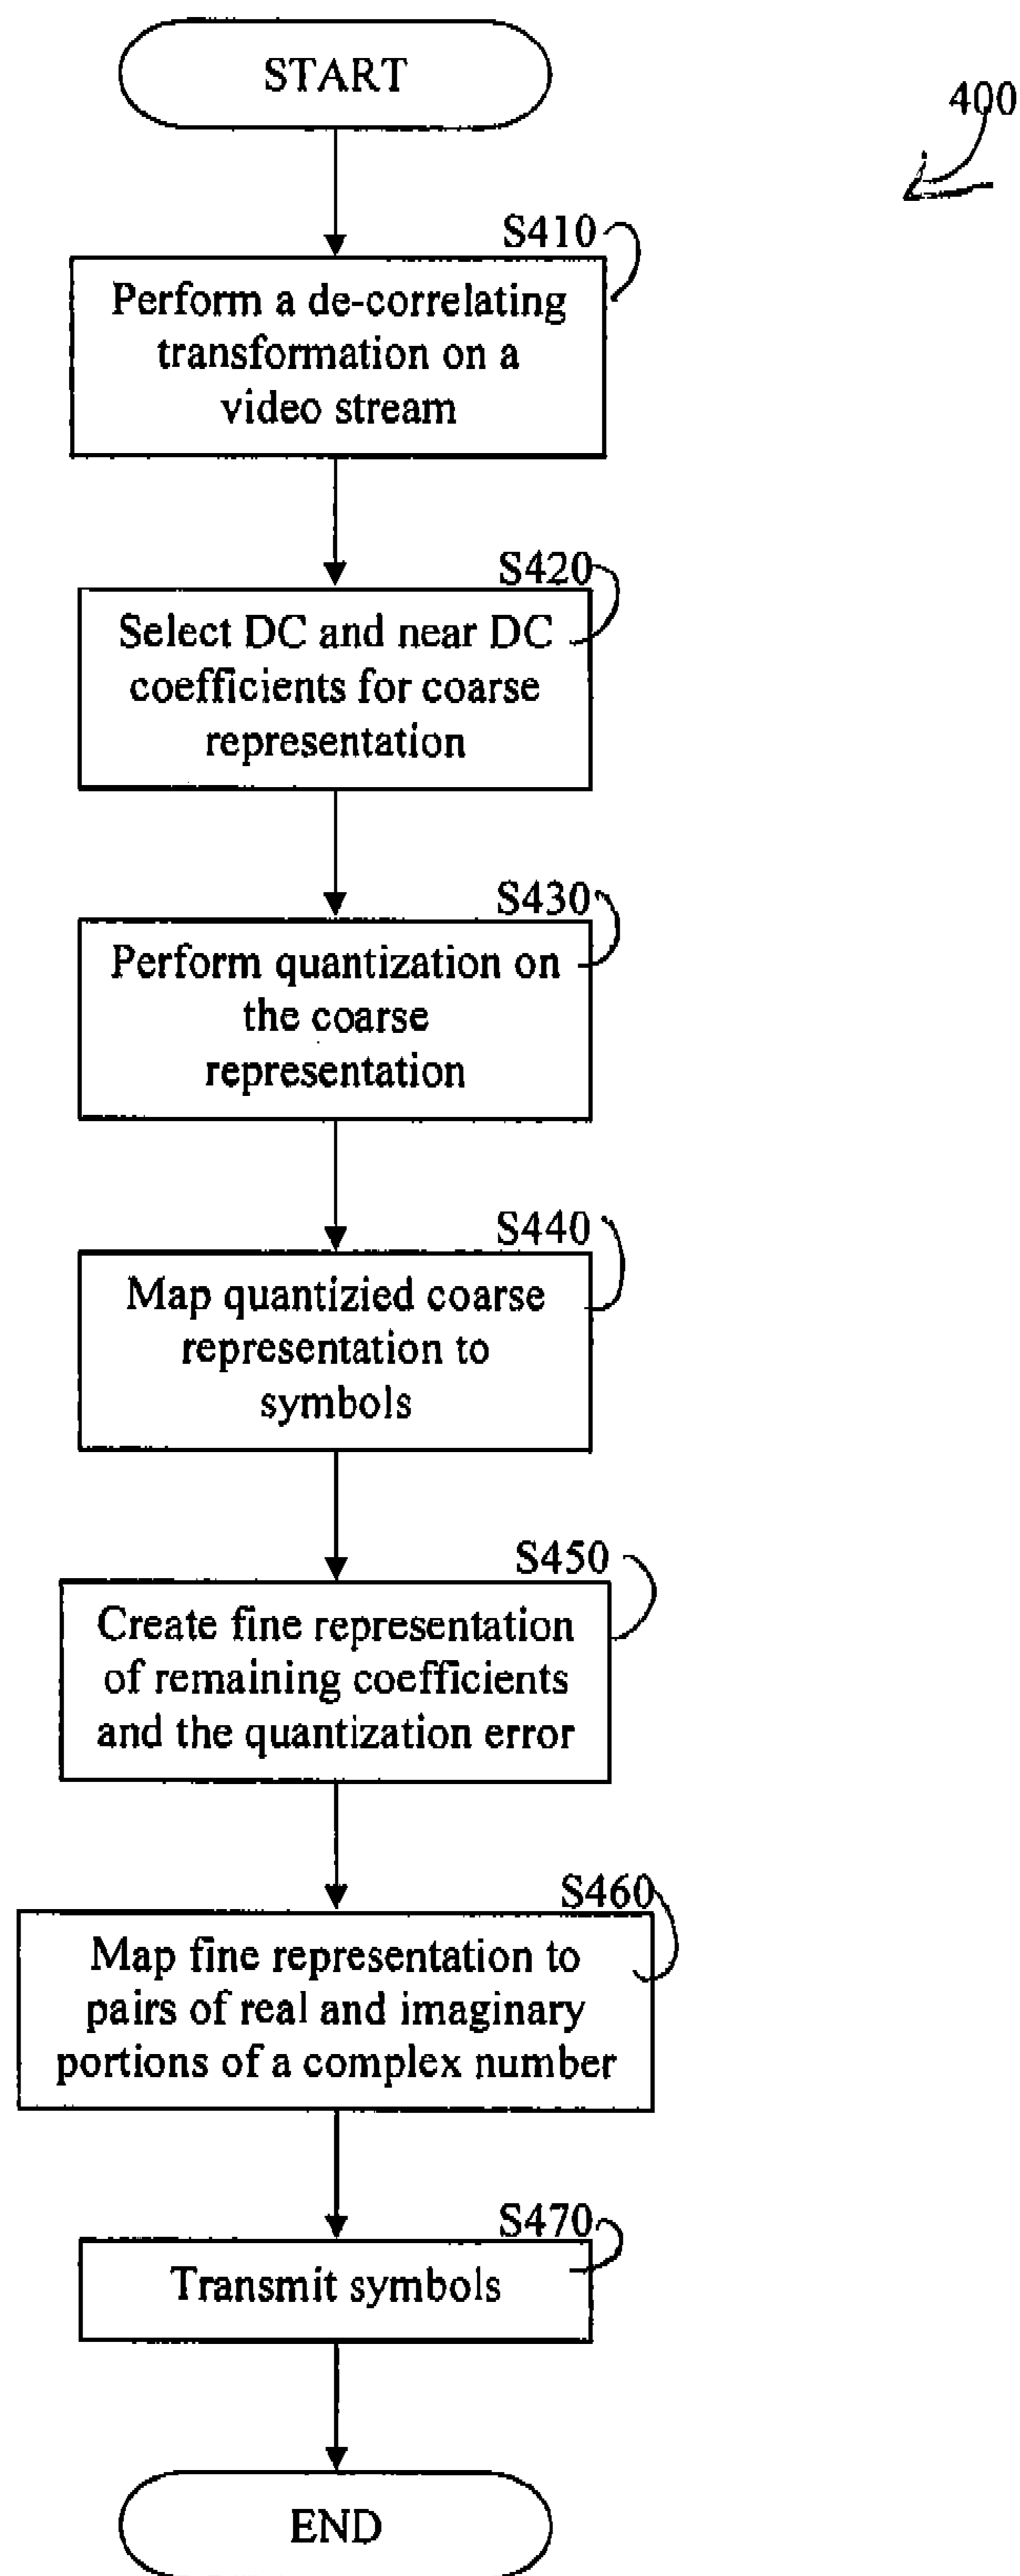 START
400
S410
Perform a de-correlating
transformation on a
video stream
S420
Select DC and near DC
coefficients for coarse
representation
S430
Perform quantization on
the coarse
representation
S440
Map quantizied coarse
representation to
symbols
S450
Create fine representation
of remaining coefficients
and the quantization error
S460
Map fine representation to
pairs of real and imaginary
portions of a complex number
S470
Transmit symbols
END